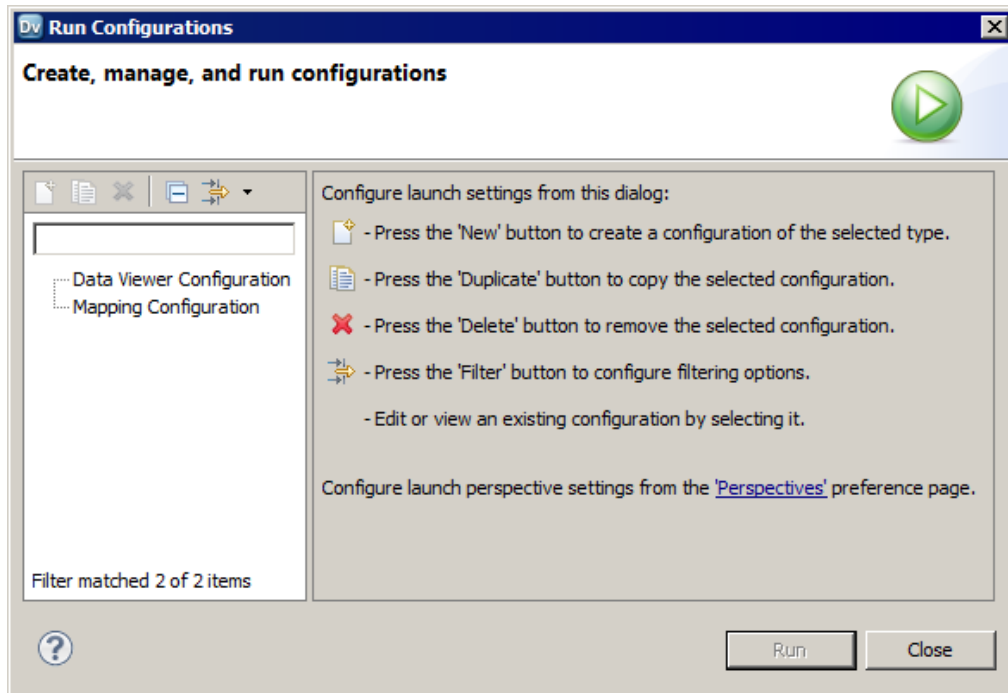 Dv Run Configurations
Create, manage, and run configurations
Configure launch settings from this dialog:
- Press the 'New' button to create a configuration of the selected type.
Data Viewer Configuration
- Press the 'Duplicate' button to copy the selected configuration.
Mapping Configuration
- Press the 'Delete' button to remove the selected configuration.
- Press the 'Filter' button to configure filtering options.
- Edit or view an existing configuration by selecting it.
Configure launch perspective settings from the 'Perspectives' preference page.
Filter matched 2 of 2 items
?
Run
Close